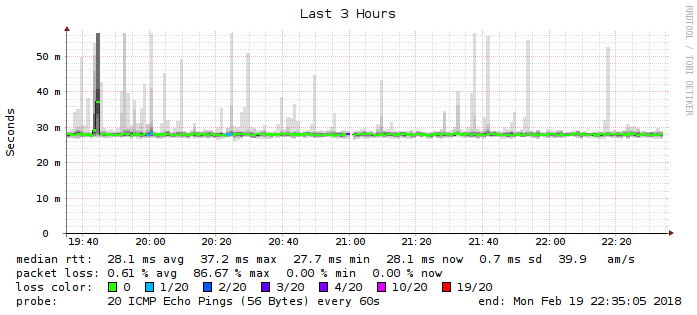 Last 3 Hours
RRDTOOL / TOBI OETIKER
Seconds
50 m
40 m
30 m
20 m
10 m
0
19:40 20:00 20:20 20:40 21:00 21:20 21:40 22:00 22:20
median rtt: 28.1 ms avg 37.2 ms max 27.7 ms min 28.1 ms now 0.7 ms sd 39.9 am/s
packet loss: 0.61 % avg 86.67 % max 0.00 % min 0.00 % now
loss color: 0 1/20 2/20 3/20 4/20 10/20 19/20
probe: 20 ICMP Echo Pings (56 Bytes) every 60s end: Mon Feb 19 22:35:05 2018